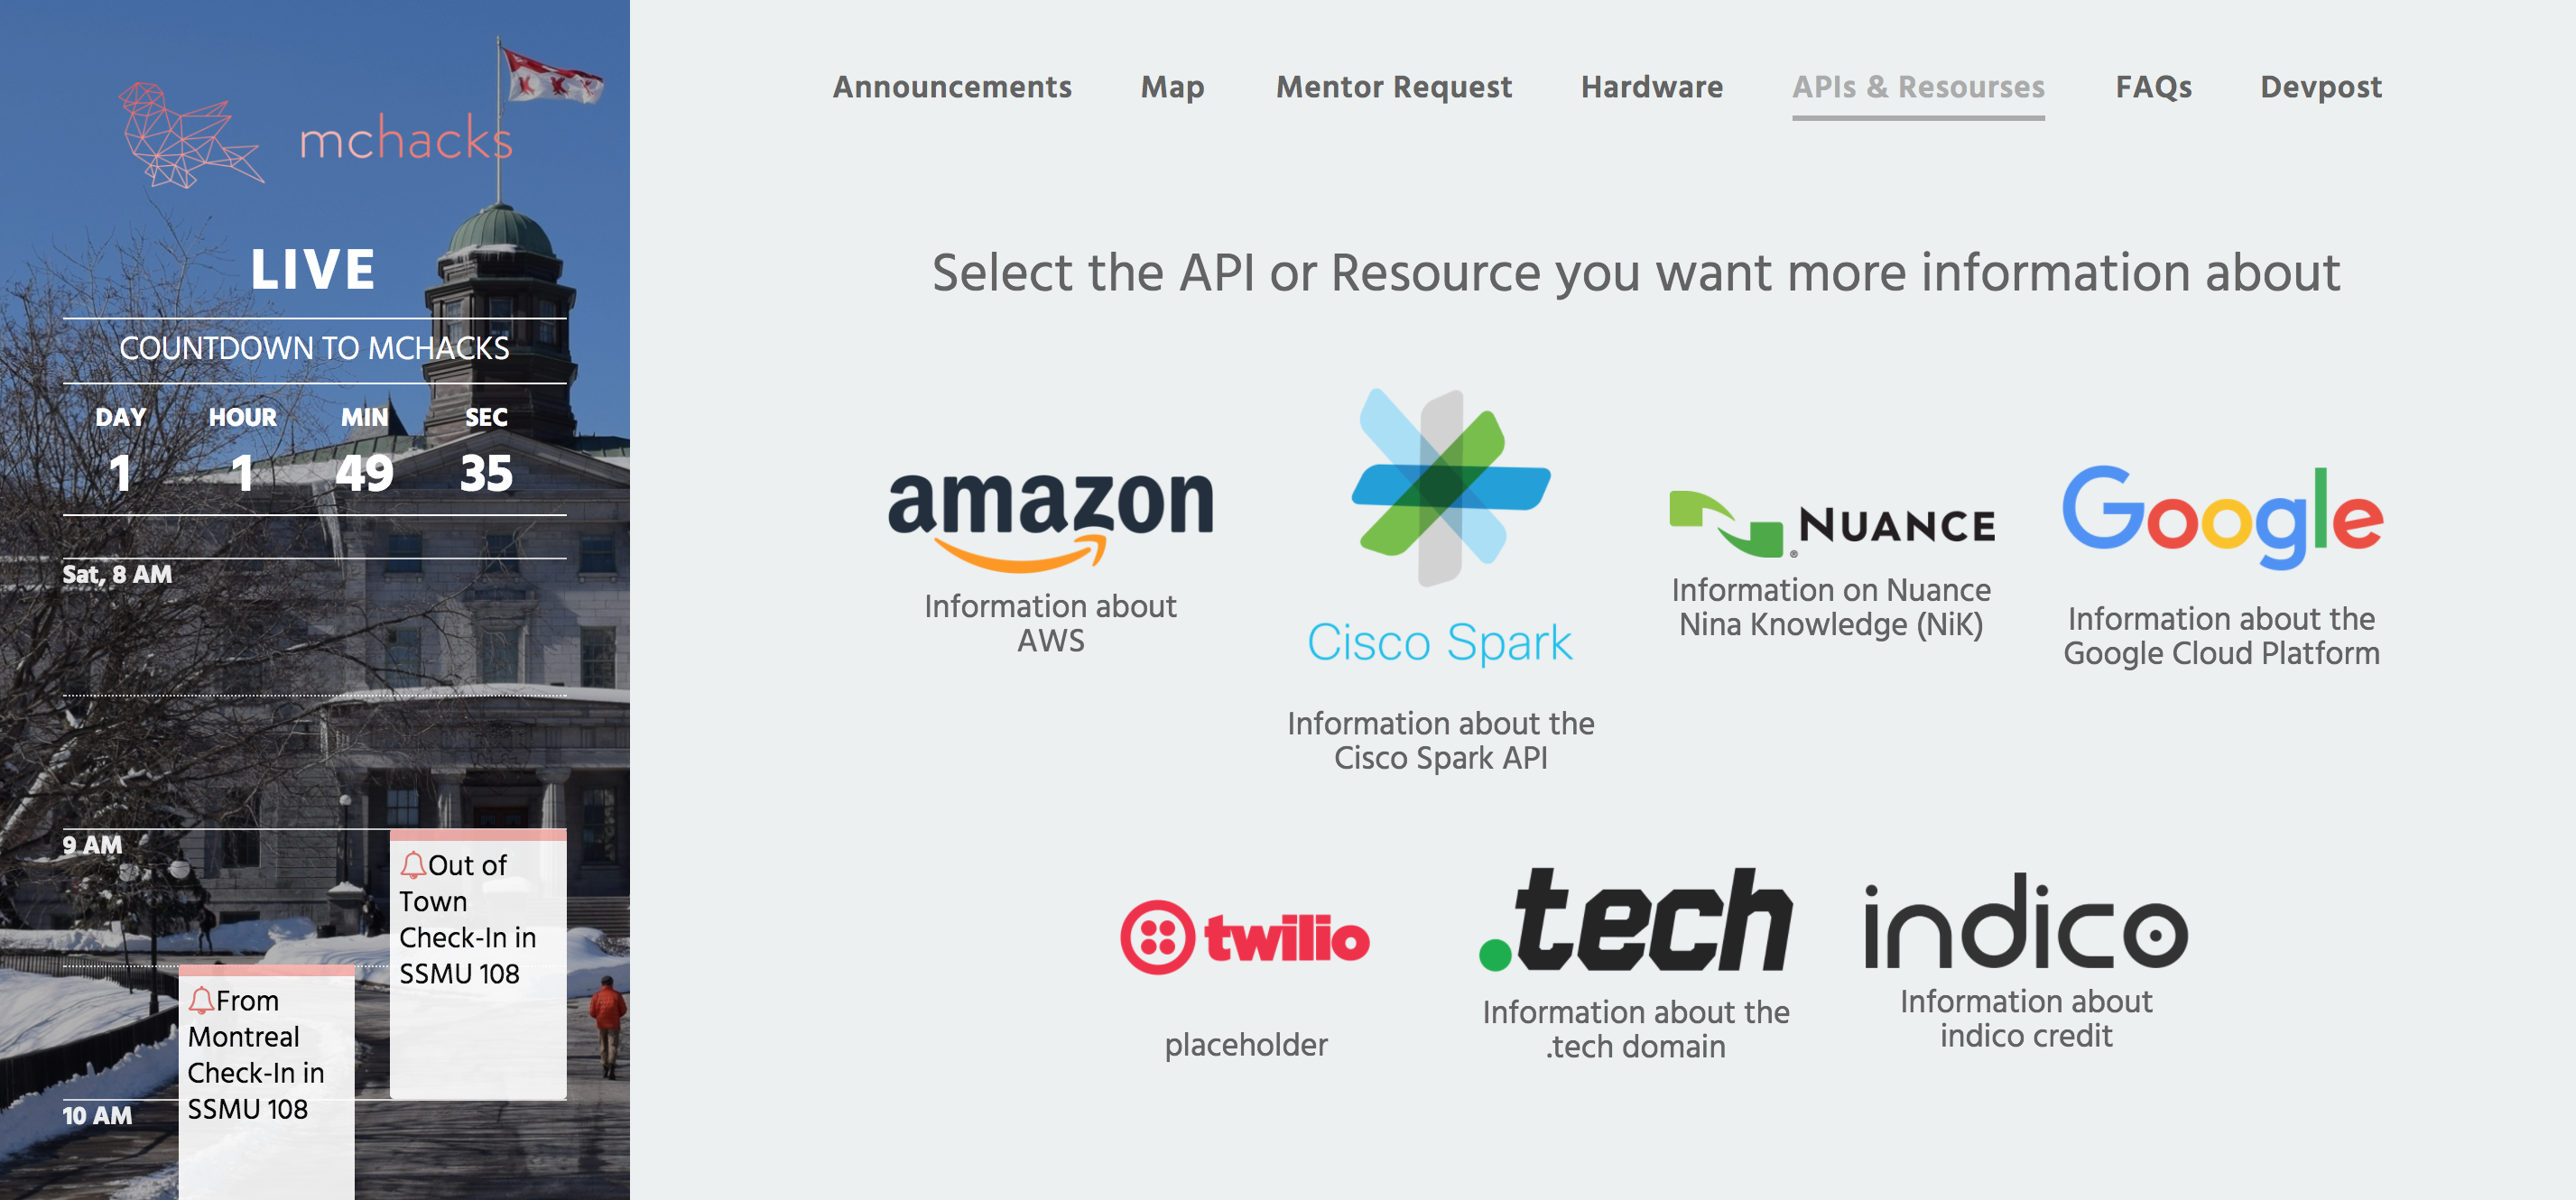 mchacks
LIVE
COUNTDOWN TO MCHACKS
DAY HOUR MIN SEC
1 1 49 35
Sat, 8 AM
9 AM
Out of
Town
Check-In in
SSMU 108
From
Montreal
Check-In in
SSMU 108
10 AM
Announcements Map Mentor Request Hardware APIs & Resourses FAQs Devpost
Select the API or Resource you want more information about
amazon
Information about
AWS
Cisco Spark
Information about the
Cisco Spark API
NUANCE
Information on Nuance
Nina Knowledge (NiK)
Google
Information about the
Google Cloud Platform
twilio
placeholder
.tech
Information about the
.tech domain
indico
Information about
indico credit